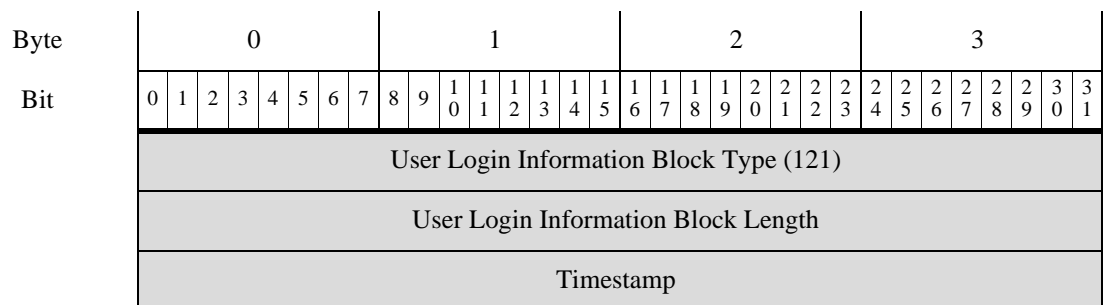 Byte 0 1 2 3
Bit 0 1 2 3 4 5 6 7 8 9 10 11 12 13 14 15 16 17 18 19 20 21 22 23 24 25 26 27 28 29 30 31
User Login Information Block Type (121)
User Login Information Block Length
Timestamp